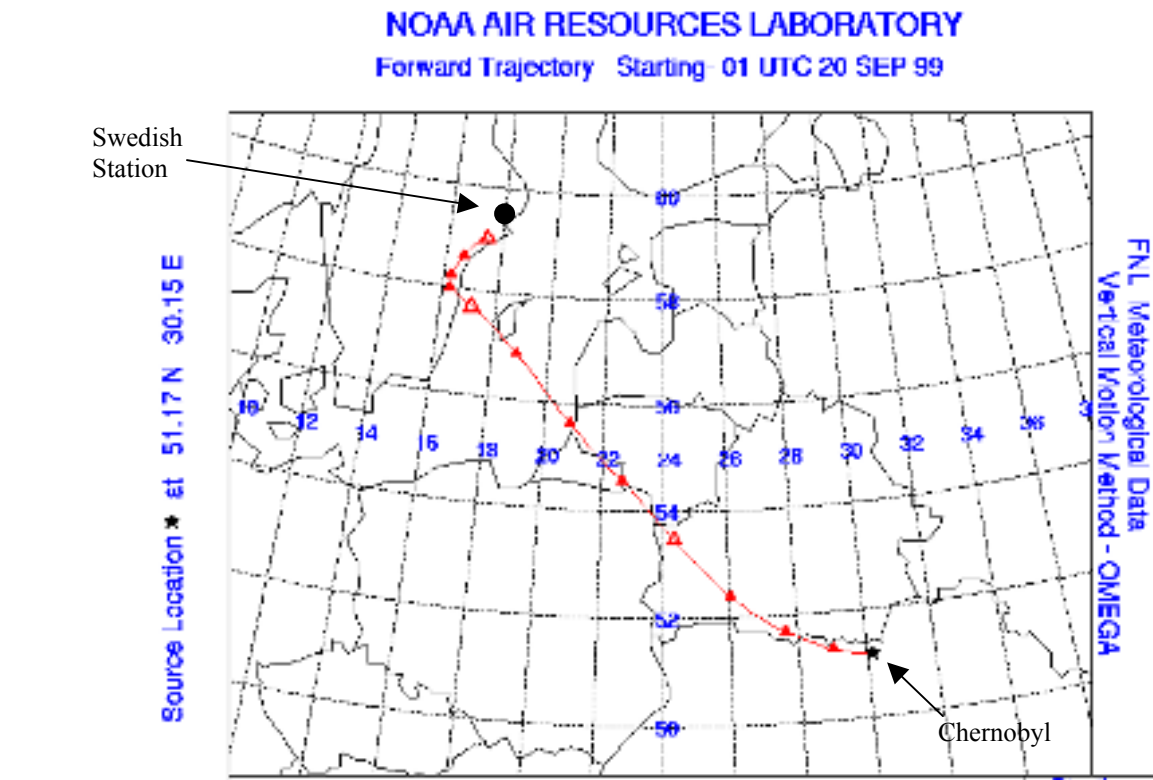 NOAA AIR RESOURCES LABORATORY
Forward Trajectory Starting- 01 UTC 20 SEP 99
Swedish
Station
Source Location ★ at 51.17 N 30.15 E
60
58
56
10 12 14 16 18 20 22 24 26 28 30 32 34 36
54
52
50
Chernobyl
FNL Meteorological Data
Vertical Motion Method - OMEGA